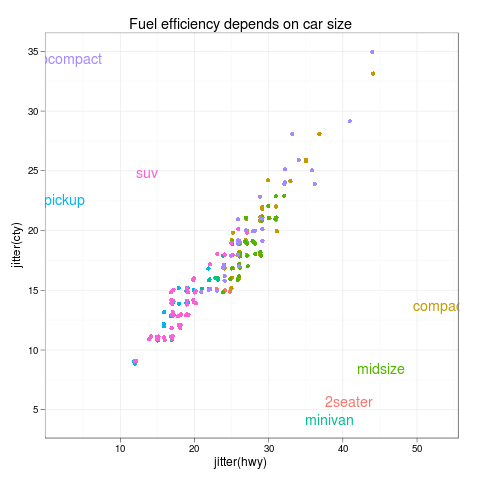 Fuel efficiency depends on car size
35
ocompact
30
25
suv
pickup
20
15
compac
10
midsize
2seater
minivan
5
jitter(cty)
10 20 30 40 50
jitter(hwy)